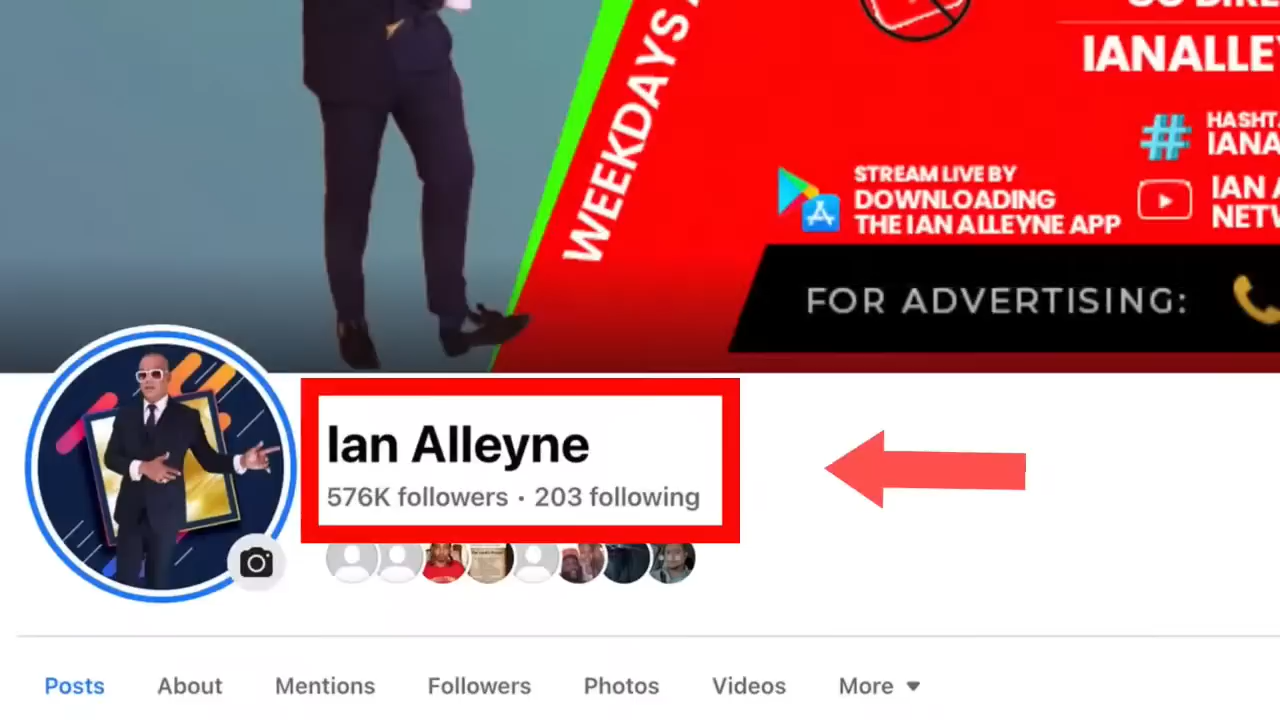 WEEKDAYS
IANALLE
HASHT
IANA
STREAM LIVE BY
DOWNLOADING
THE IAN ALLEYNE APP
IAN A
NETW
FOR ADVERTISING:
Ian Alleyne
576K followers · 203 following
Posts
About
Mentions
Followers
Photos
Videos
More